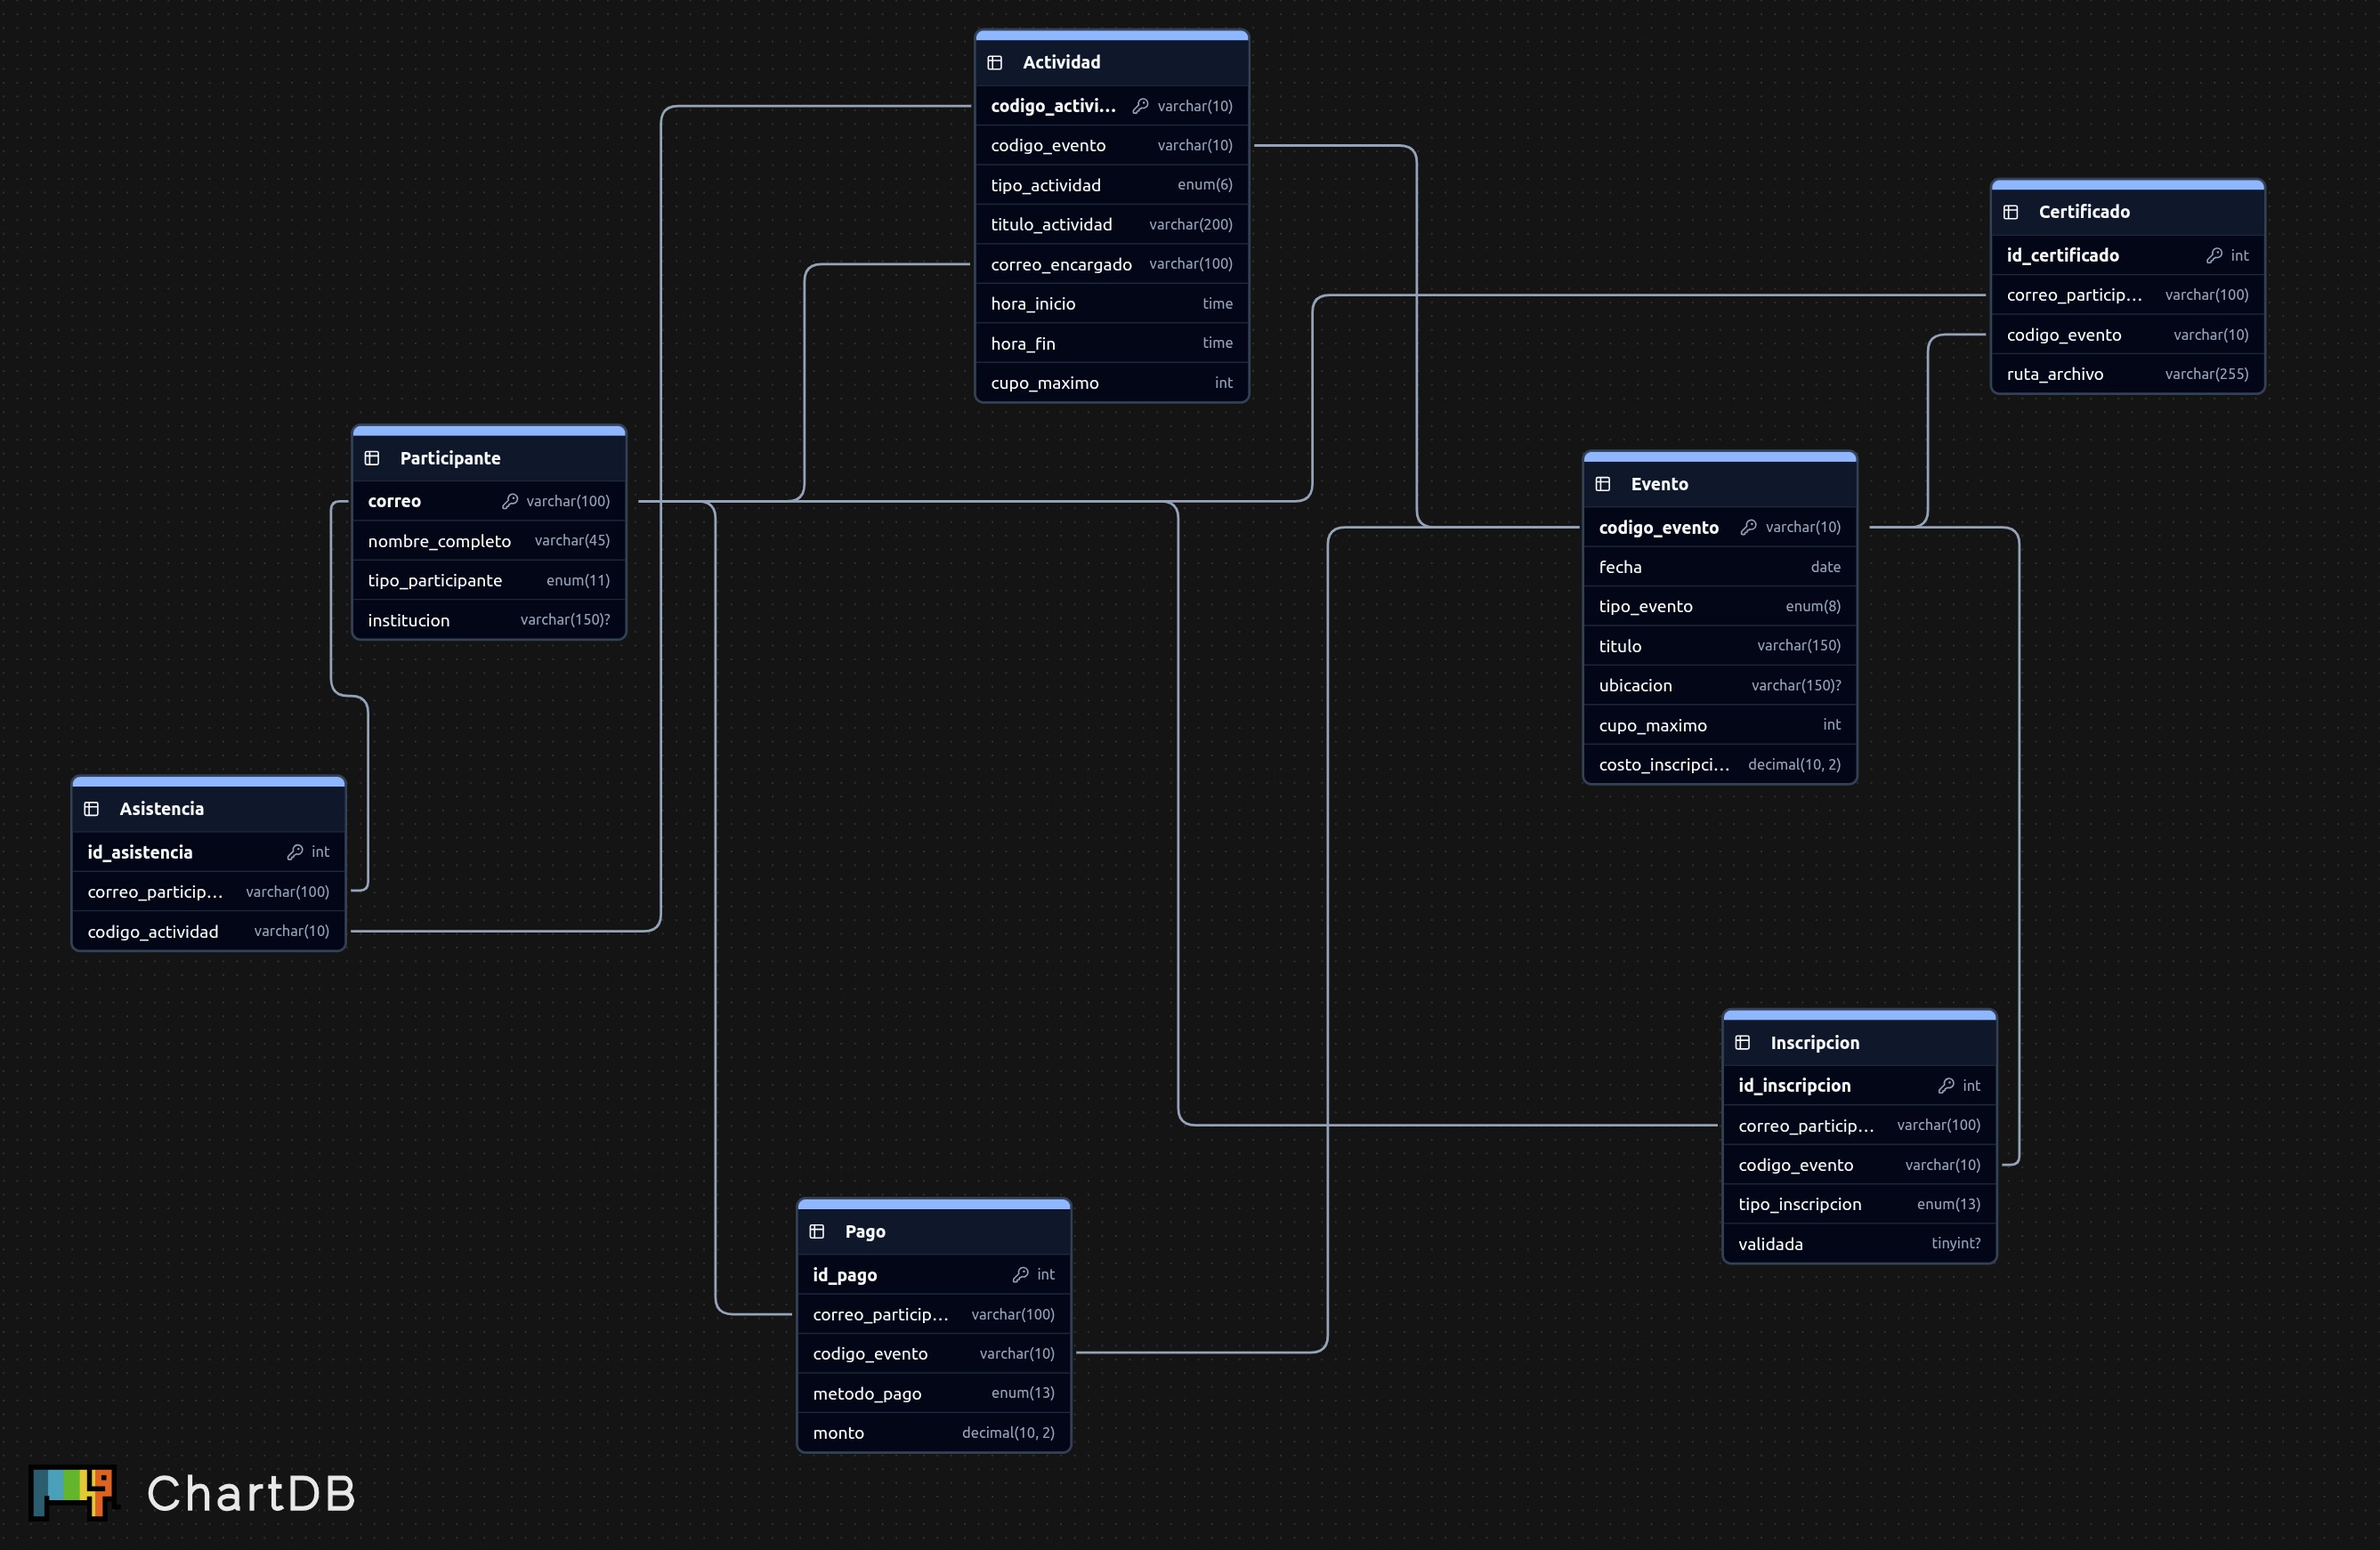 Actividad
codigo_activi... varchar(10)
codigo_evento varchar(10)
tipo_actividad enum(6)
titulo_actividad varchar(200)
correo_encargado varchar(100)
hora_inicio time
hora_fin time
cupo_maximo int
Certificado
id_certificado int
correo_particip... varchar(100)
codigo_evento varchar(10)
ruta_archivo varchar(255)
Participante
correo varchar(100)
nombre_completo varchar(45)
tipo_participante enum(11)
institucion varchar(150)?
Evento
codigo_evento varchar(10)
fecha date
tipo_evento enum(8)
titulo varchar(150)
ubicacion varchar(150)?
cupo_maximo int
costo_inscripci... decimal(10, 2)
Asistencia
id_asistencia int
correo_particip... varchar(100)
codigo_actividad varchar(10)
Inscripcion
id_inscripcion int
correo_particip... varchar(100)
codigo_evento varchar(10)
tipo_inscripcion enum(13)
validada tinyint?
Pago
id_pago int
correo_particip... varchar(100)
codigo_evento varchar(10)
metodo_pago enum(13)
monto decimal(10, 2)
ChartDB